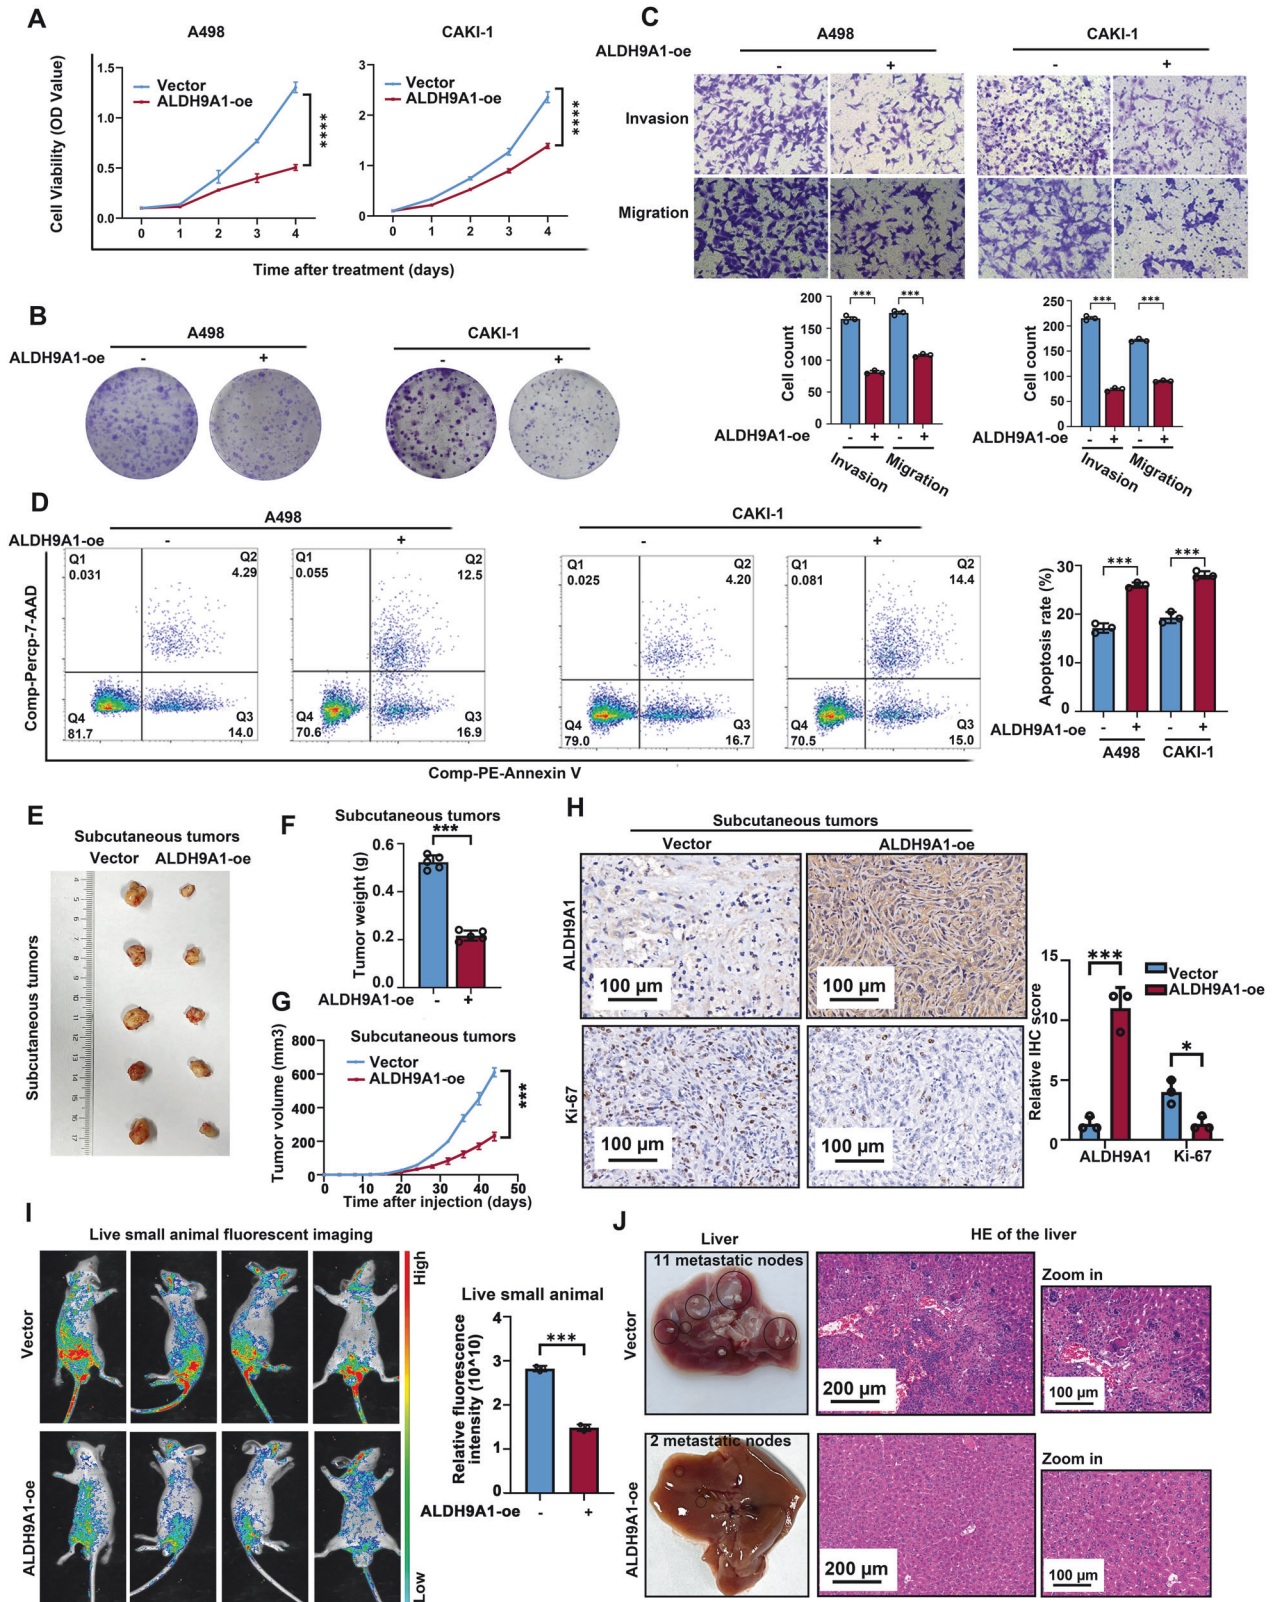 A
A498
CAKI-1
Cell Viability (OD Value)
1.5
1.0
0.5
0.0
Vector
ALDH9A1-oe
****
0 1 2 3 4
3
2
1
0
Vector
ALDH9A1-oe
****
0 1 2 3 4
Time after treatment (days)
B
A498
CAKI-1
ALDH9A1-oe
- + - +
C
A498
CAKI-1
ALDH9A1-oe
- + - +
Invasion
Migration
Cell count
200
150
100
50
0
*** ***
ALDH9A1-oe
- + - +
Invasion
Migration
Cell count
250
200
150
100
50
0
*** ***
ALDH9A1-oe
- + - +
Invasion
Migration
D
A498
CAKI-1
ALDH9A1-oe
- + - +
Comp-Percp-7-AAD
Q1
0.031
Q2
4.29
Q4
81.7
Q3
14.0
Q1
0.055
Q2
12.5
Q4
70.6
Q3
16.9
Q1
0.025
Q2
4.20
Q4
79.0
Q3
16.7
Q1
0.081
Q2
14.4
Q4
70.5
Q3
15.0
Comp-PE-Annexin V
Apoptosis rate (%)
30
20
10
0
*** ***
ALDH9A1-oe
- + - +
A498 CAKI-1
E
Subcutaneous tumors
Vector ALDH9A1-oe
Subcutaneous tumors
4
5
6
7
8
9
10
11
12
13
14
15
16
17
F
Subcutaneous tumors
***
Tumor weight (g)
0.6
0.4
0.2
0.0
ALDH9A1-oe - +
G
Subcutaneous tumors
Tumor volume (mm3)
800
600
400
200
0
Vector
ALDH9A1-oe
***
0 10 20 30 40 50
Time after injection (days)
H
Subcutaneous tumors
Vector
ALDH9A1-oe
ALDH9A1
100 µm
100 µm
Ki-67
100 µm
100 µm
Relative IHC score
15
10
5
0
***
*
Vector
ALDH9A1-oe
ALDH9A1 Ki-67
I
Live small animal fluorescent imaging
Vector
ALDH9A1-oe
High
Low
Live small animal
Relative fluorescence
intensity (10^10)
4
3
2
1
0
***
ALDH9A1-oe - +
J
Liver
HE of the liver
Vector
11 metastatic nodes
200 µm
Zoom in
100 µm
ALDH9A1-oe
2 metastatic nodes
200 µm
Zoom in
100 µm